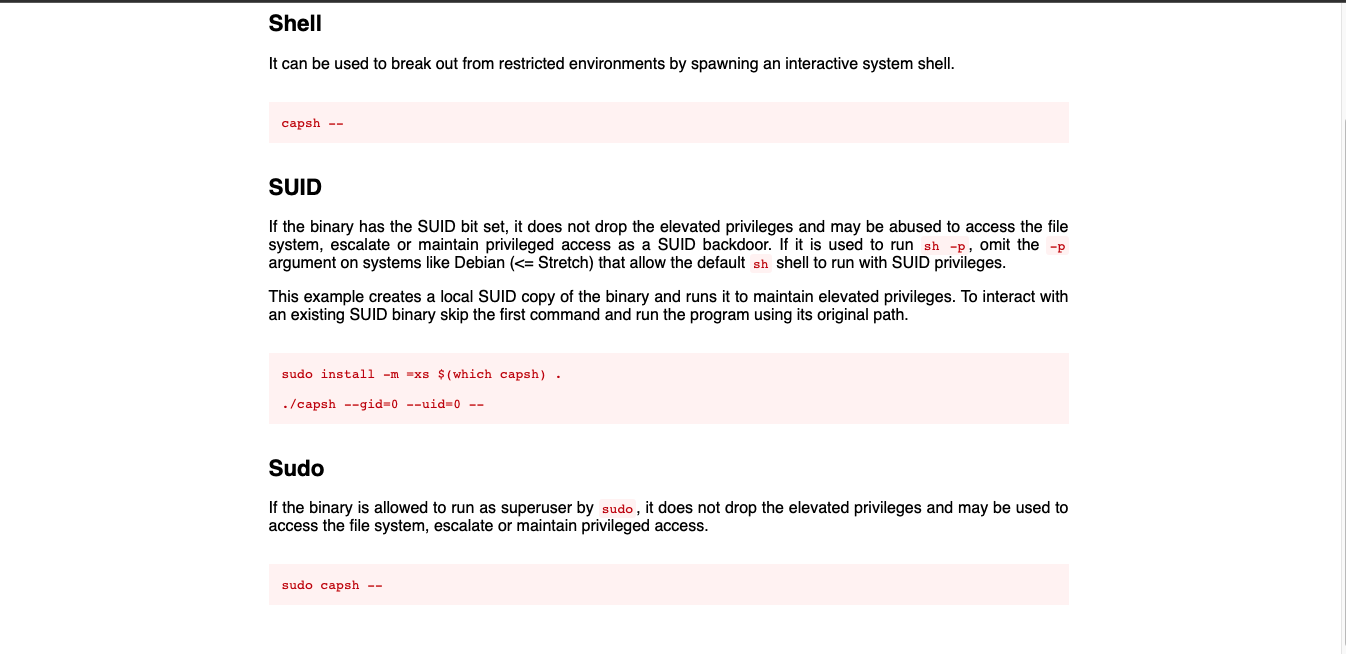 Shell
It can be used to break out from restricted environments by spawning an interactive system shell.
capsh --
SUID
If the binary has the SUID bit set, it does not drop the elevated privileges and may be abused to access the file
system, escalate or maintain privileged access as a SUID backdoor. If it is used to run sh -p, omit the -p
argument on systems like Debian (<= Stretch) that allow the default sh shell to run with SUID privileges.
This example creates a local SUID copy of the binary and runs it to maintain elevated privileges. To interact with
an existing SUID binary skip the first command and run the program using its original path.
sudo install -m =xs $(which capsh) .
./capsh --gid=0 --uid=0 --
Sudo
If the binary is allowed to run as superuser by sudo, it does not drop the elevated privileges and may be used to
access the file system, escalate or maintain privileged access.
sudo capsh --